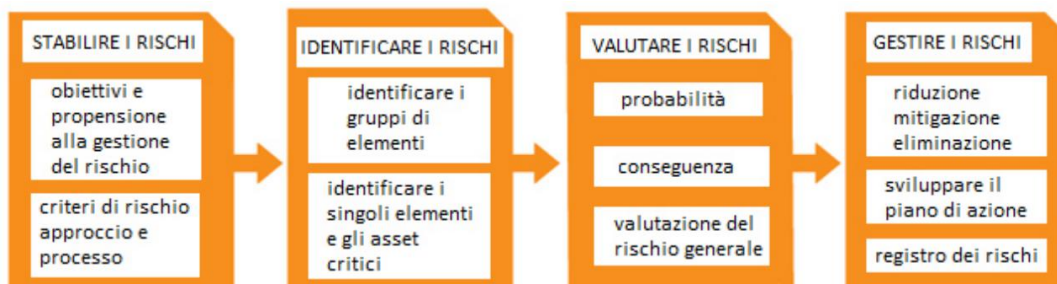 STABILIRE I RISCHI
obiettivi e
propensione
alla gestione
del rischio
criteri di rischio
approccio e
processo
IDENTIFICARE I RISCHI
identificare i
gruppi di
elementi
identificare i
singoli elementi
e gli asset
critici
VALUTARE I RISCHI
probabilità
conseguenza
valutazione del
rischio generale
GESTIRE I RISCHI
riduzione
mitigazione
eliminazione
sviluppare il
piano di azione
registro dei rischi